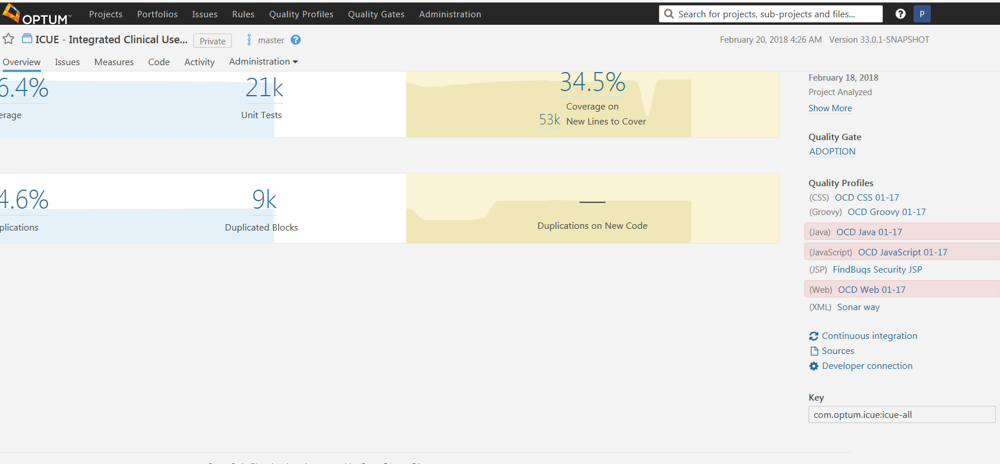 OPTUM™ Projects Portfolios Issues Rules Quality Profiles Quality Gates Administration Search for projects, sub-projects and files... ? P
ICUE - Integrated Clinical Use... Private master ? February 20, 2018 4:26 AM Version 33.0.1-SNAPSHOT
Overview Issues Measures Code Activity Administration
6.4%
erage
21k
Unit Tests
34.5%
Coverage on
53k New Lines to Cover
4.6%
plications
9k
Duplicated Blocks
Duplications on New Code
February 18, 2018
Project Analyzed
Show More
Quality Gate
ADOPTION
Quality Profiles
(CSS) OCD CSS 01-17
(Groovy) OCD Groovy 01-17
(Java) OCD Java 01-17
(JavaScript) OCD JavaScript 01-17
(JSP) FindBugs Security JSP
(Web) OCD Web 01-17
(XML) Sonar way
Continuous integration
Sources
Developer connection
Key
com.optum.icue:icue-all